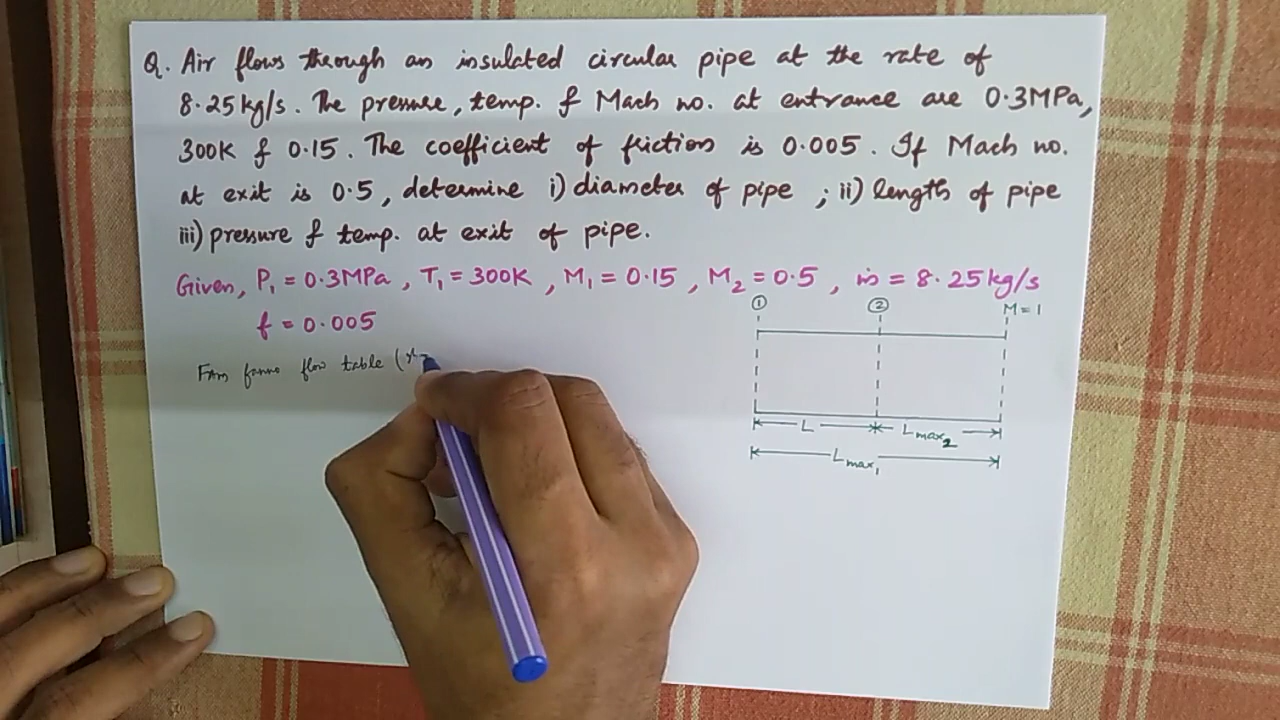 Q. Air flows through an insulated circular pipe at the rate of
8.25 kg/s. The pressure, temp. & Mach no. at entrance are 0.3MPa,
300K & 0.15. The coefficient of friction is 0.005. If Mach no.
at exit is 0.5, determine i) diameter of pipe ; ii) length of pipe
iii) pressure & temp. at exit of pipe.
Given, P₁ = 0.3MPa , T₁ = 300K , M₁ = 0.15 , M₂ = 0.5 , ṁ = 8.25 kg/s
f = 0.005
① ② M = 1
From fanno flow table (γ=
L Lmax₂
Lmax₁